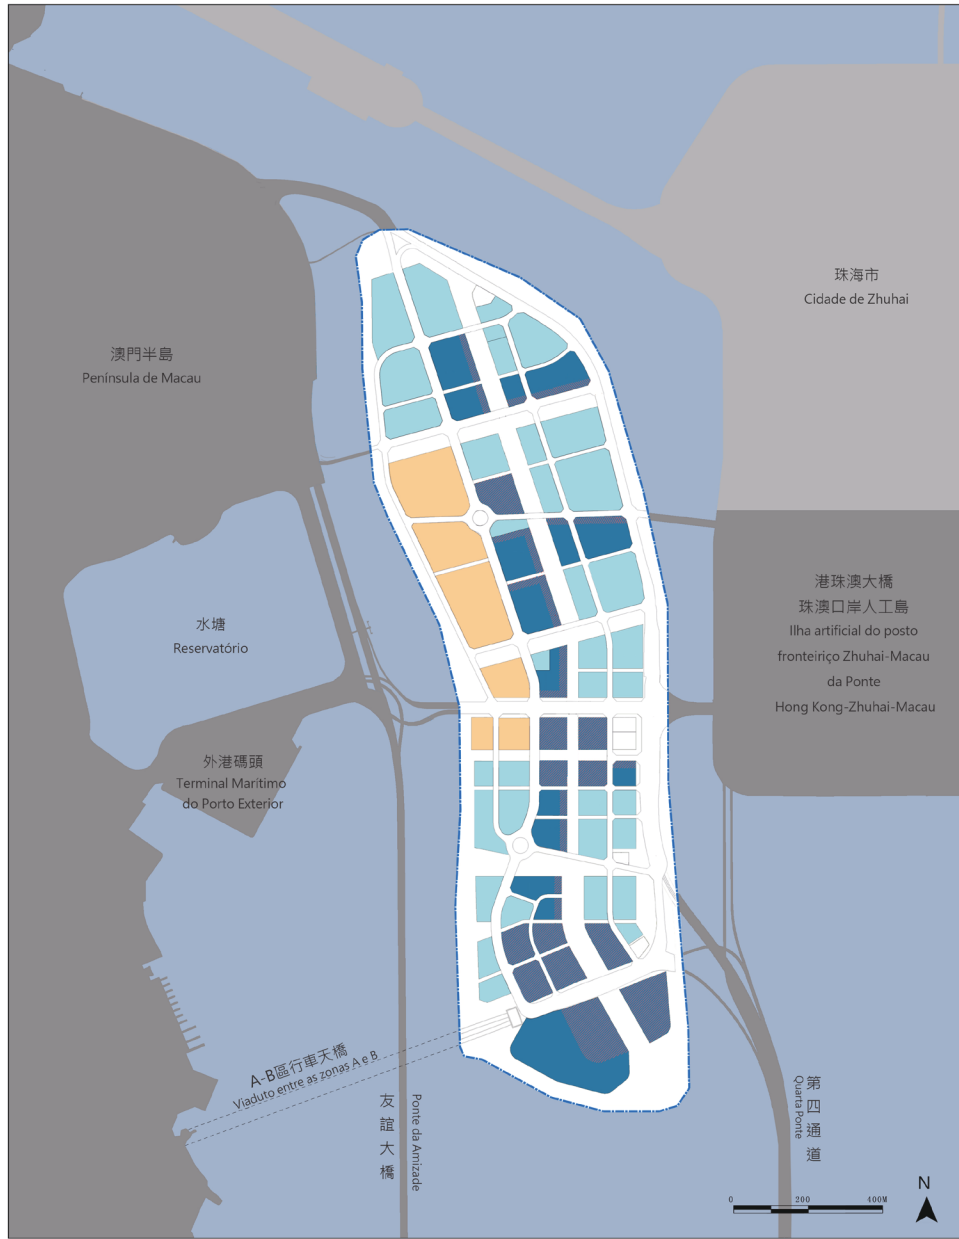 珠海市
Cidade de Zhuhai
澳門半島
Península de Macau
港珠澳大橋
珠澳口岸人工島
Ilha artificial do posto
fronteiriço Zhuhai-Macau
da Ponte
Hong Kong-Zhuhai-Macau
水塘
Reservatório
外港碼頭
Terminal Marítimo
do Porto Exterior
A-B區行車天橋
Viaduto entre as zonas A e B
友誼大橋
Ponte da Amizade
第四通道
Quarta Ponte
N
0 200 400M